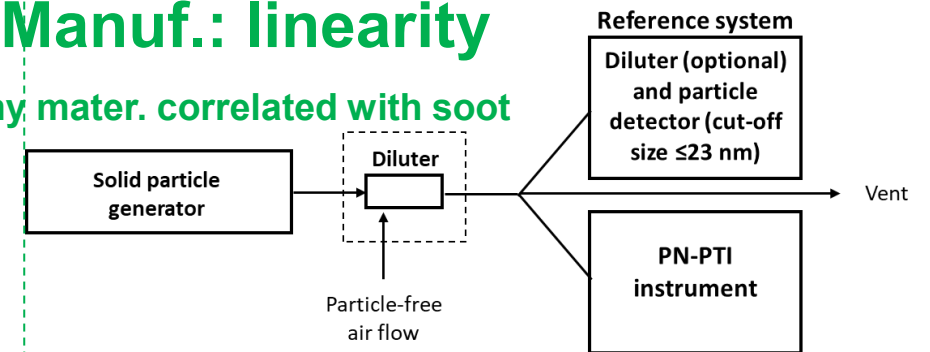 Manuf.: linearity
Reference system
Diluter (optional)
and particle
detector (cut-off
size ≤23 nm)
mater. correlated with soot
Diluter
Solid particle
generator
Vent
PN-PTI
instrument
Particle-free
air flow